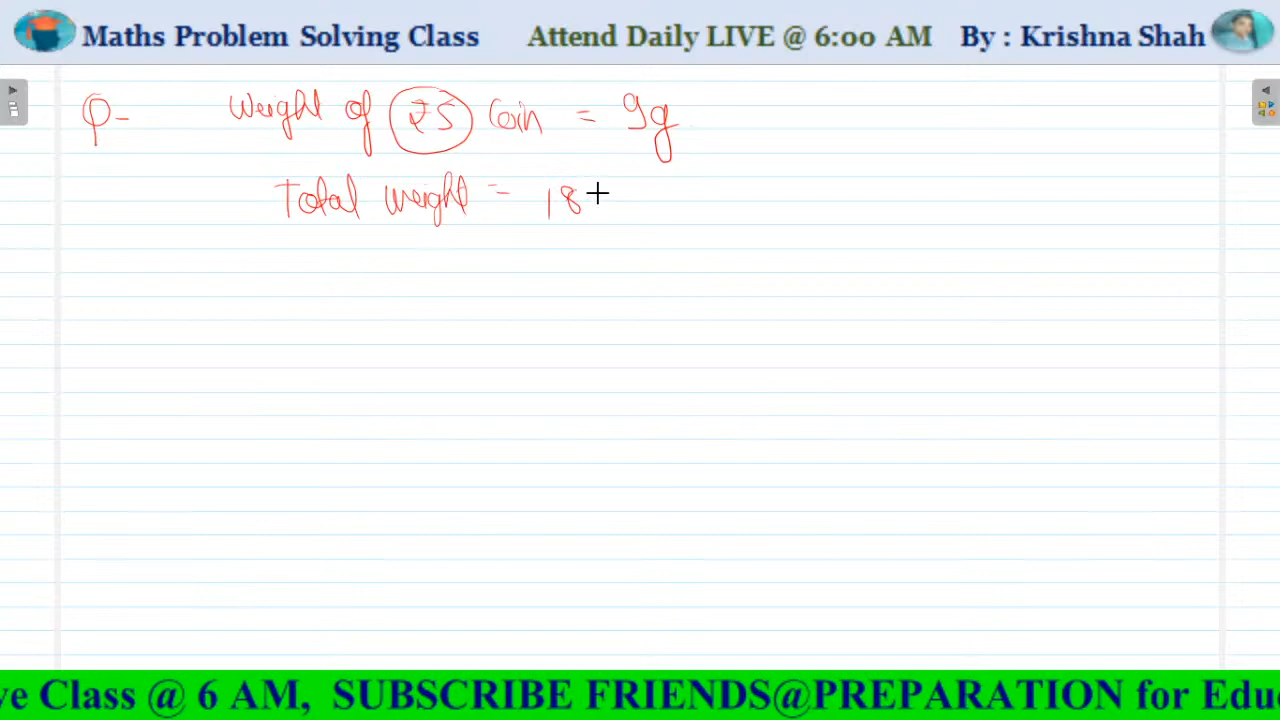 Maths Problem Solving Class Attend Daily LIVE @ 6:00 AM By : Krishna Shah
Q- Weight of ₹5 Coin = 9g
Total weight = 18
ve Class @ 6 AM, SUBSCRIBE FRIENDS@PREPARATION for Edu